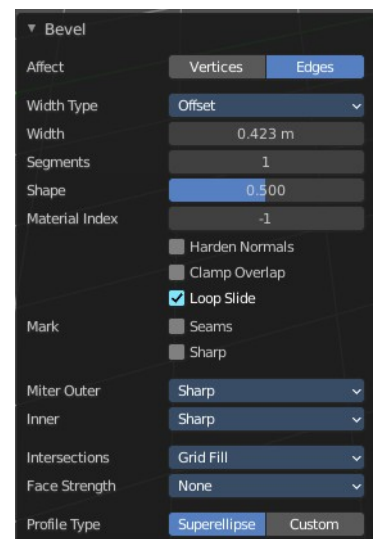 Bevel
Affect Vertices Edges
Width Type Offset
Width 0.423 m
Segments 1
Shape 0.500
Material Index -1
Harden Normals
Clamp Overlap
Loop Slide
Mark Seams
Sharp
Miter Outer Sharp
Inner Sharp
Intersections Grid Fill
Face Strength None
Profile Type Superellipse Custom